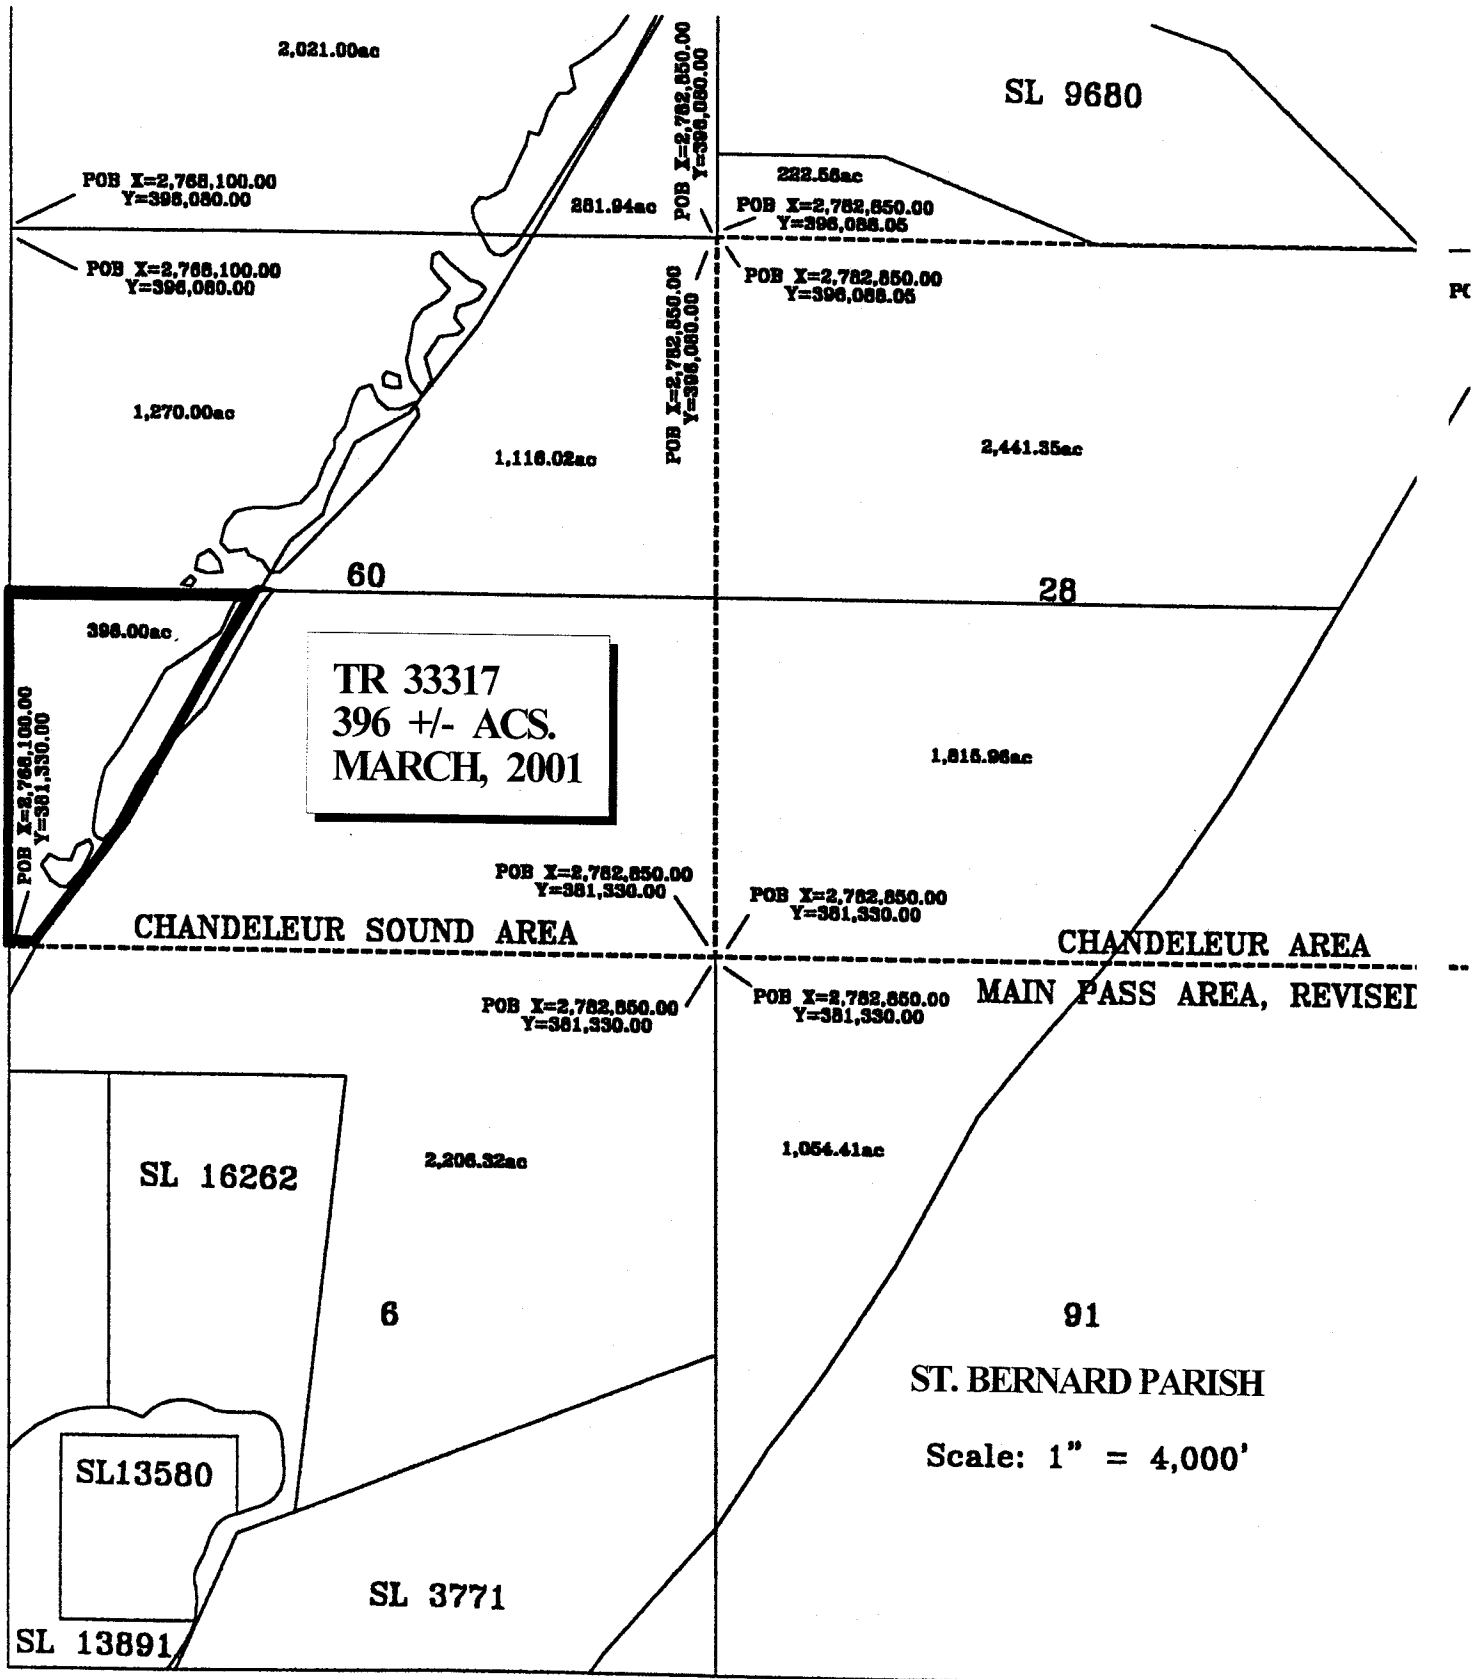 2,021.00ac
SL 9680
POB X=2,782,850.00
Y=396,080.00
222.58ac
POB X=2,768,100.00
Y=396,080.00
281.94ac
POB X=2,782,850.00
Y=396,088.05
POB X=2,768,100.00
Y=396,080.00
POB X=2,782,850.00
Y=396,088.05
POB X=2,782,850.00
Y=396,080.00
1,270.00ac
1,116.02ac
2,441.35ac
60
28
396.00ac
TR 33317
396 +/- ACS.
MARCH, 2001
POB X=2,768,100.00
Y=381,330.00
1,815.96ac
POB X=2,782,850.00
Y=381,330.00
POB X=2,782,850.00
Y=381,330.00
CHANDELEUR SOUND AREA
CHANDELEUR AREA
POB X=2,782,850.00
Y=381,330.00
POB X=2,782,850.00
Y=381,330.00
MAIN PASS AREA, REVISED
SL 16262
2,206.32ac
1,054.41ac
6
91
ST. BERNARD PARISH
Scale: 1" = 4,000'
SL13580
SL 3771
SL 13891